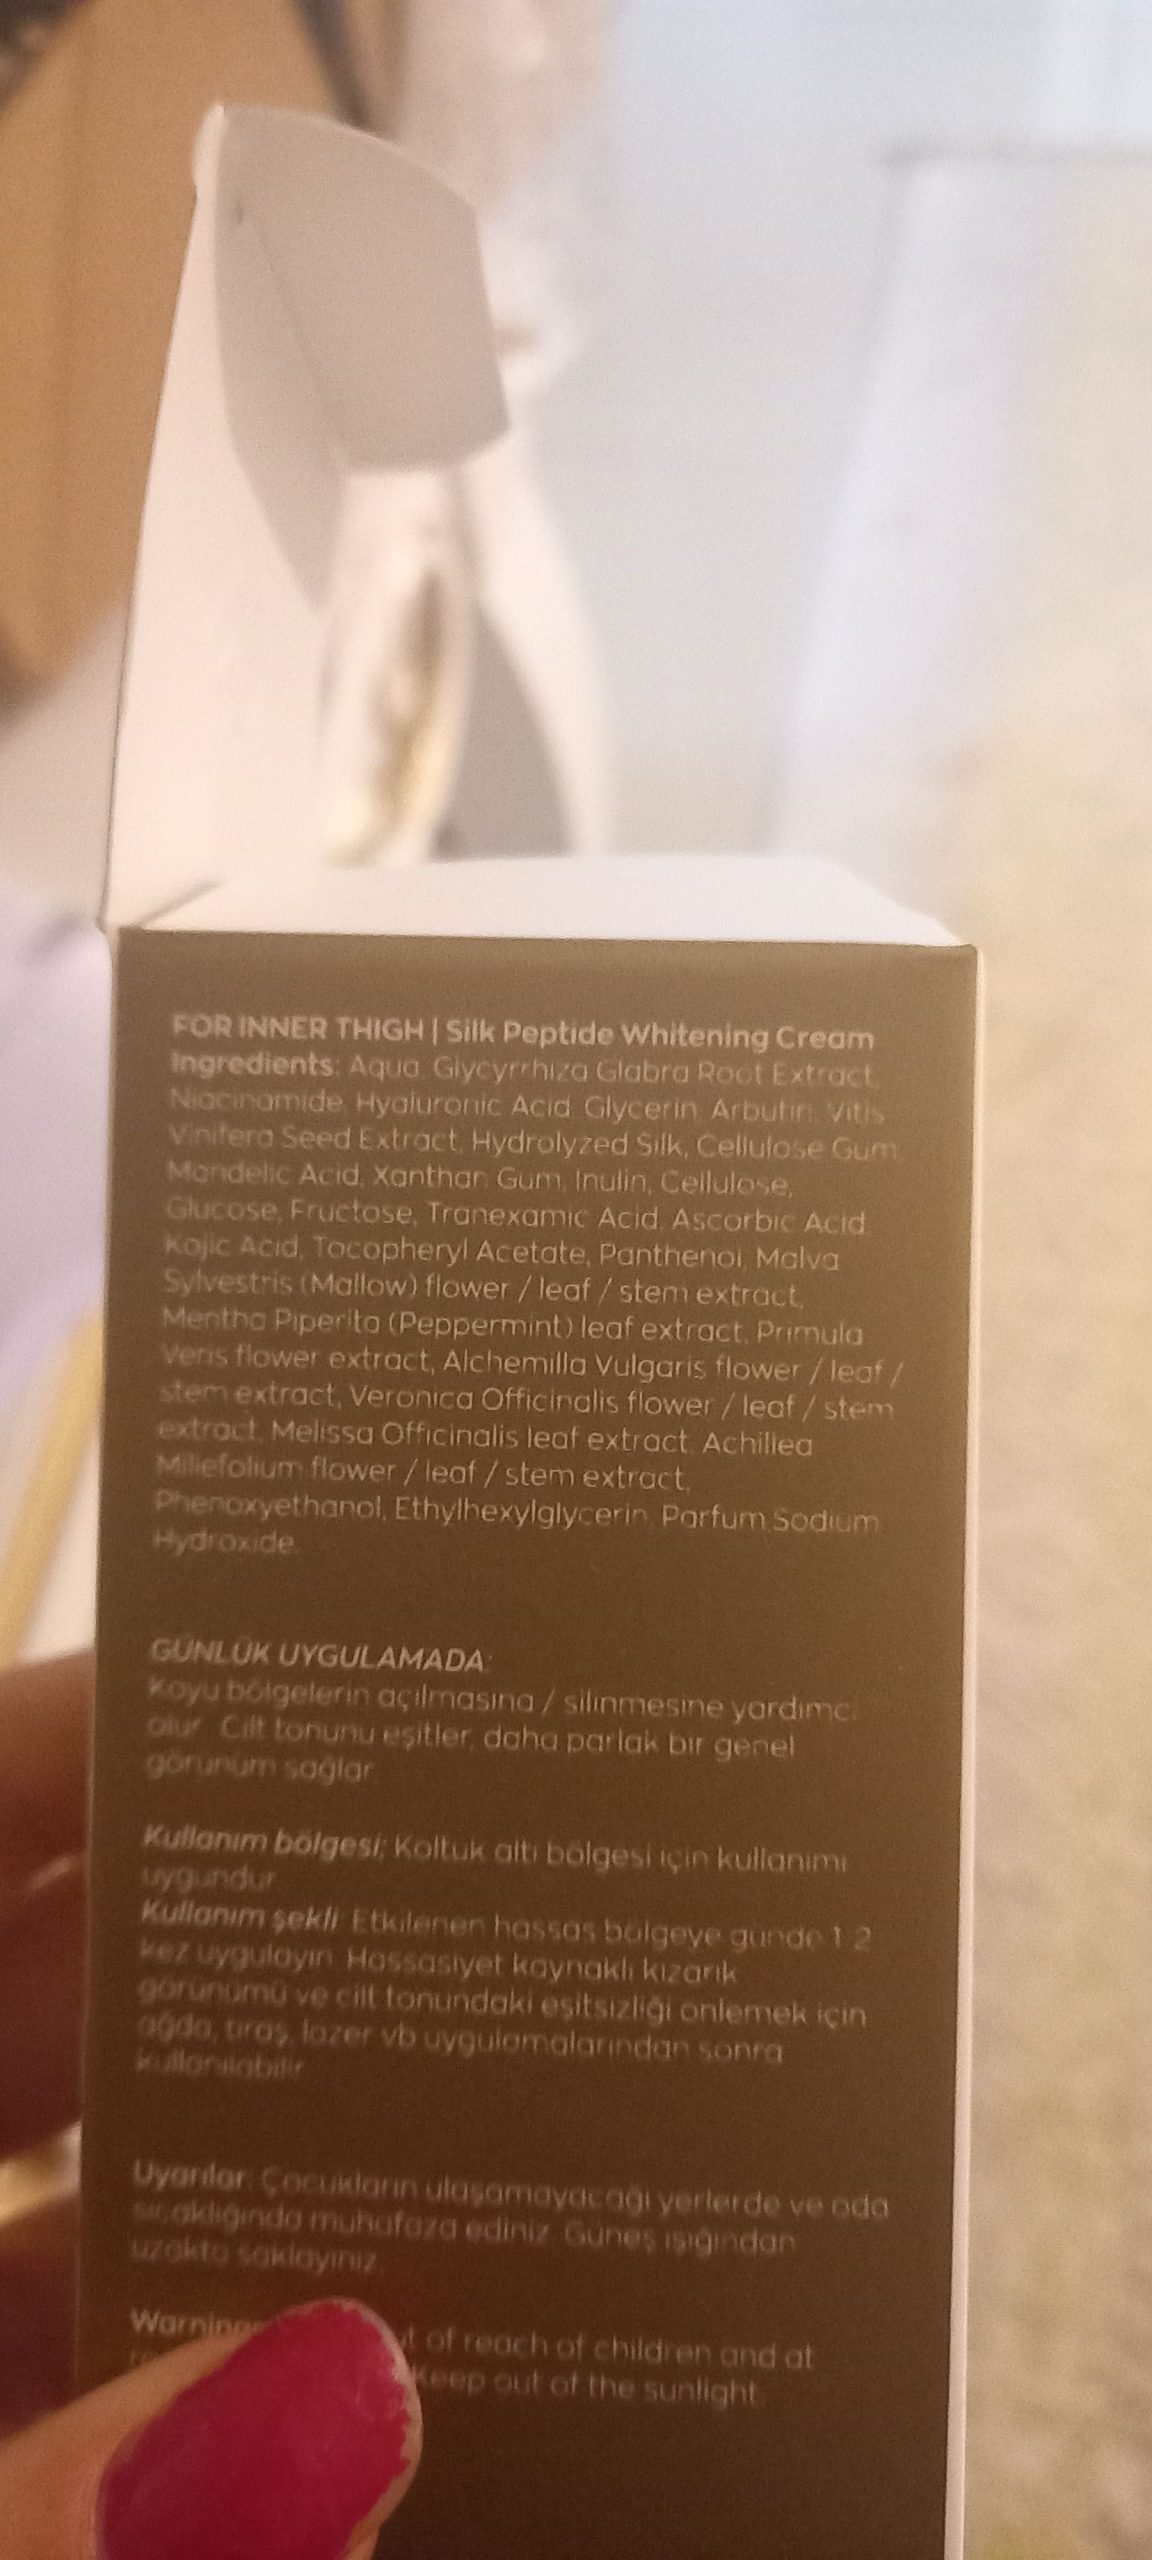 FOR INNER THIGH | Silk Peptide Whitening Cream
Ingredients: Aqua, Glycyrrhiza Glabra Root Extract,
Niacinamide, Hyaluronic Acid, Glycerin, Arbutin, Vitis
Vinifera Seed Extract, Hydrolyzed Silk, Cellulose Gum,
Mandelic Acid, Xanthan Gum, Inulin, Cellulose,
Glucose, Fructose, Tranexamic Acid, Ascorbic Acid,
Kojic Acid, Tocopheryl Acetate, Panthenol, Malva
Sylvestris (Mallow) flower / leaf / stem extract,
Mentha Piperita (Peppermint) leaf extract, Primula
Veris flower extract, Alchemilla Vulgaris flower / leaf /
stem extract, Veronica Officinalis flower / leaf / stem
extract, Melissa Officinalis leaf extract, Achillea
Millefolium flower / leaf / stem extract,
Phenoxyethanol, Ethylhexylglycerin, Parfum,Sodium
Hydroxide.
GÜNLÜK UYGULAMADA:
Koyu bölgelerin açılmasına / silinmesine yardımcı
olur. Cilt tonunu eşitler, daha parlak bir genel
görünüm sağlar.
Kullanım bölgesi; Koltuk altı bölgesi için kullanımı
uygundur.
Kullanım şekli: Etkilenen hassas bölgeye günde 1-2
kez uygulayın. Hassasiyet kaynaklı kızarık
görünümü ve cilt tonundaki eşitsizliği önlemek için
ağda, tıraş, lazer vb uygulamalarından sonra
kullanılabilir.
Uyarılar: Çocukların ulaşamayacağı yerlerde ve oda
sıcaklığında muhafaza ediniz. Güneş ışığından
uzakta saklayınız.
of reach of children and at
Keep out of the sunlight.